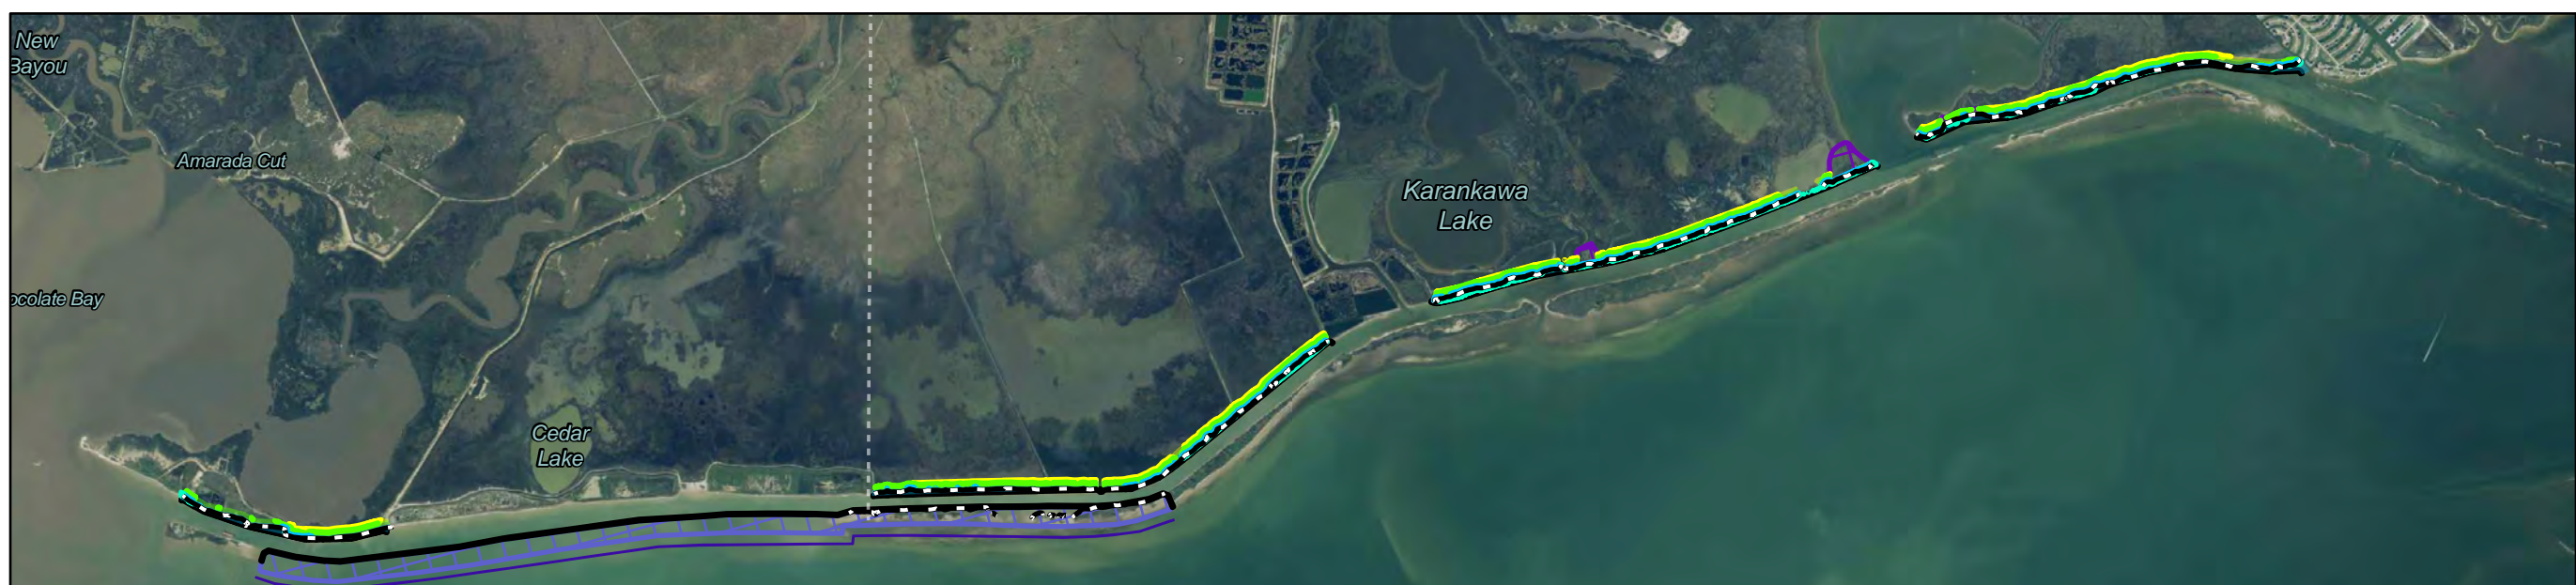 New
Bayou
Amarada Cut
Karankawa
Lake
ocolate Bay
Cedar
Lake